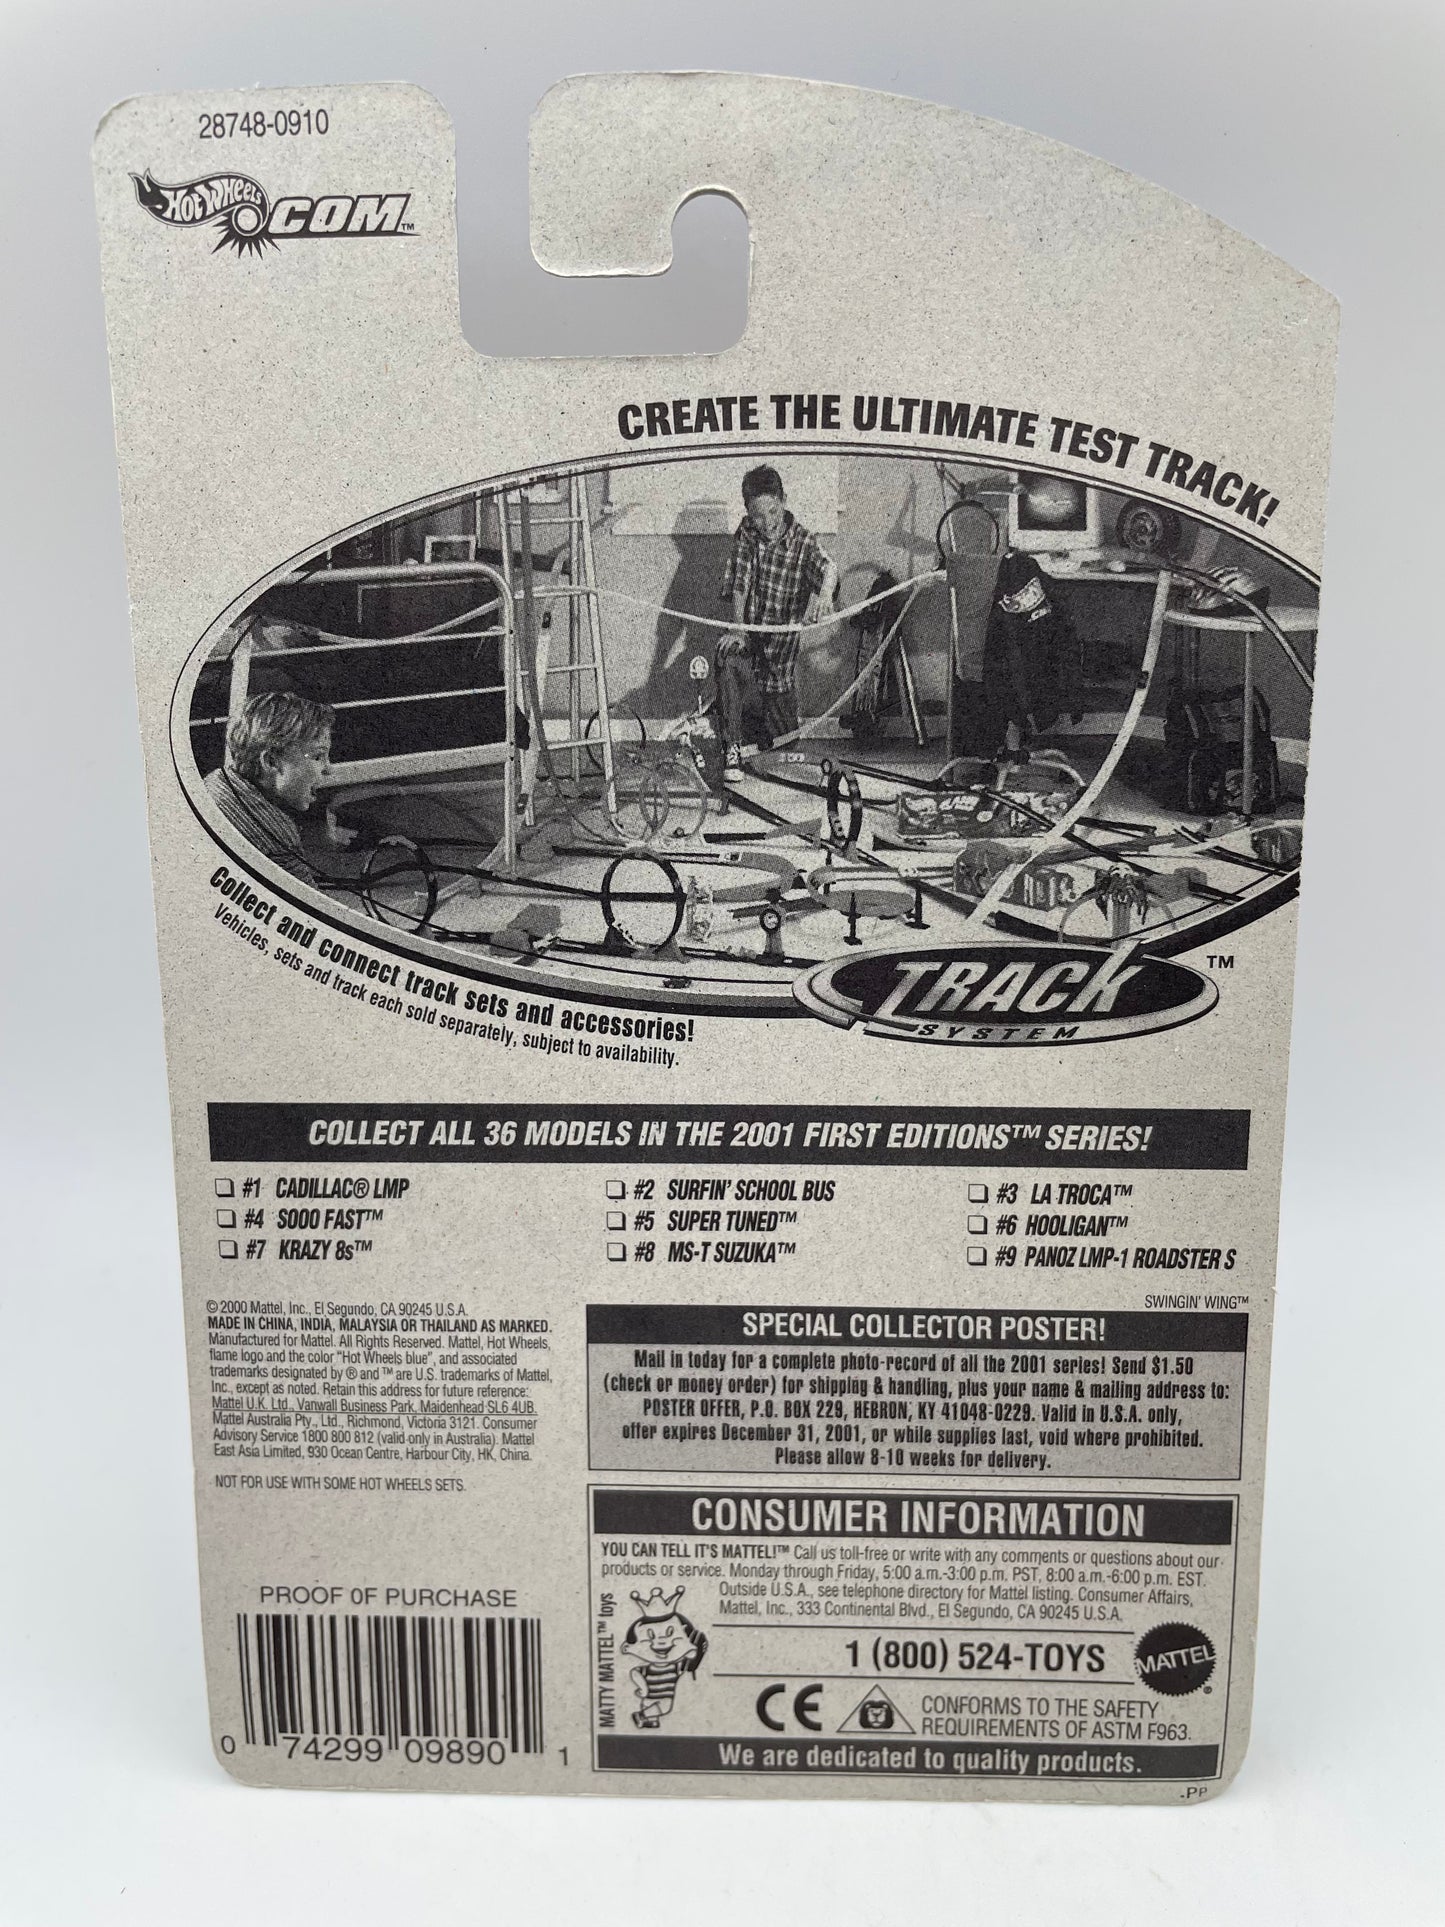 28748-0910
Hot Wheels .COM™
CREATE THE ULTIMATE TEST TRACK!
Collect and connect track sets and accessories!
Vehicles, sets and track each sold separately, subject to availability.
TRACK ™
SYSTEM
COLLECT ALL 36 MODELS IN THE 2001 FIRST EDITIONS™ SERIES!
#1 CADILLAC® LMP
#2 SURFIN' SCHOOL BUS
#3 LA TROCA™
#4 SOOO FAST™
#5 SUPER TUNED™
#6 HOOLIGAN™
#7 KRAZY 8s™
#8 MS-T SUZUKA™
#9 PANOZ LMP-1 ROADSTER S
SWINGIN' WING™
© 2000 Mattel, Inc., El Segundo, CA 90245 U.S.A.
MADE IN CHINA, INDIA, MALAYSIA OR THAILAND AS MARKED.
Manufactured for Mattel. All Rights Reserved. Mattel, Hot Wheels,
flame logo and the color "Hot Wheels blue", and associated
trademarks designated by ® and ™ are U.S. trademarks of Mattel,
Inc., except as noted. Retain this address for future reference:
Mattel U.K. Ltd., Vanwall Business Park, Maidenhead SL6 4UB.
Mattel Australia Pty., Ltd., Richmond, Victoria 3121. Consumer
Advisory Service 1800 800 812 (valid only in Australia). Mattel
East Asia Limited, 930 Ocean Centre, Harbour City, HK, China.
NOT FOR USE WITH SOME HOT WHEELS SETS.
SPECIAL COLLECTOR POSTER!
Mail in today for a complete photo-record of all the 2001 series! Send $1.50
(check or money order) for shipping & handling, plus your name & mailing address to:
POSTER OFFER, P.O. BOX 229, HEBRON, KY 41048-0229. Valid in U.S.A. only,
offer expires December 31, 2001, or while supplies last, void where prohibited.
Please allow 8-10 weeks for delivery.
CONSUMER INFORMATION
YOU CAN TELL IT'S MATTEL!™ Call us toll-free or write with any comments or questions about our
products or service. Monday through Friday, 5:00 a.m.-3:00 p.m. PST, 8:00 a.m.-6:00 p.m. EST.
Outside U.S.A., see telephone directory for Mattel listing. Consumer Affairs,
Mattel, Inc., 333 Continental Blvd., El Segundo, CA 90245 U.S.A.
MATTY MATTEL™ toys
1 (800) 524-TOYS
MATTEL®
CE
CONFORMS TO THE SAFETY
REQUIREMENTS OF ASTM F963.
We are dedicated to quality products.
PROOF OF PURCHASE
0 74299 09890 1
.PP